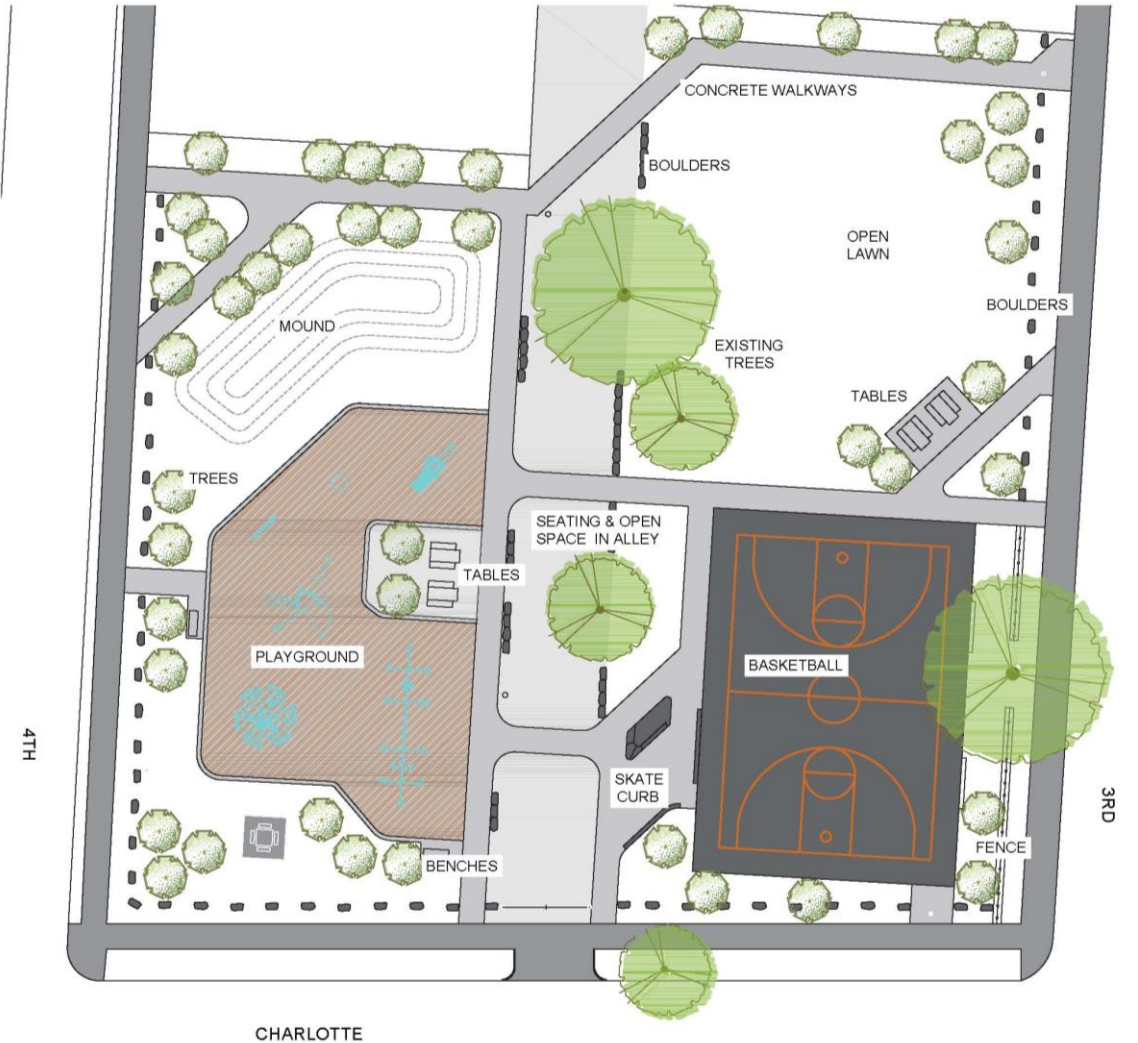 CONCRETE WALKWAYS
BOULDERS
OPEN
LAWN
BOULDERS
MOUND
EXISTING
TREES
TABLES
TREES
SEATING & OPEN
SPACE IN ALLEY
TABLES
PLAYGROUND
BASKETBALL
4TH
SKATE
CURB
3RD
FENCE
BENCHES
CHARLOTTE